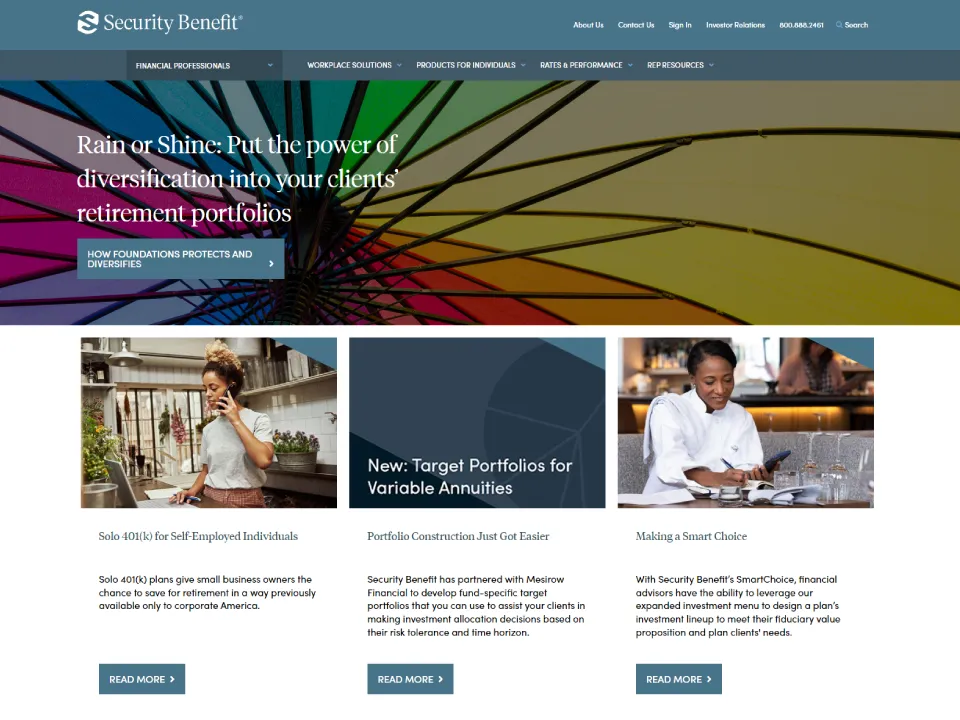 Security Benefit®
About Us Contact Us Sign In Investor Relations 800.888.2461 Search
FINANCIAL PROFESSIONALS WORKPLACE SOLUTIONS PRODUCTS FOR INDIVIDUALS RATES & PERFORMANCE REP RESOURCES
Rain or Shine: Put the power of
diversification into your clients'
retirement portfolios
HOW FOUNDATIONS PROTECTS AND
DIVERSIFIES
New: Target Portfolios for
Variable Annuities
Solo 401(k) for Self-Employed Individuals
Solo 401(k) plans give small business owners the
chance to save for retirement in a way previously
available only to corporate America.
READ MORE
Portfolio Construction Just Got Easier
Security Benefit has partnered with Mesirow
Financial to develop fund-specific target
portfolios that you can use to assist your clients in
making investment allocation decisions based on
their risk tolerance and time horizon.
READ MORE
Making a Smart Choice
With Security Benefit's SmartChoice, financial
advisors have the ability to leverage our
expanded investment menu to design a plan's
investment lineup to meet their fiduciary value
proposition and plan clients' needs.
READ MORE